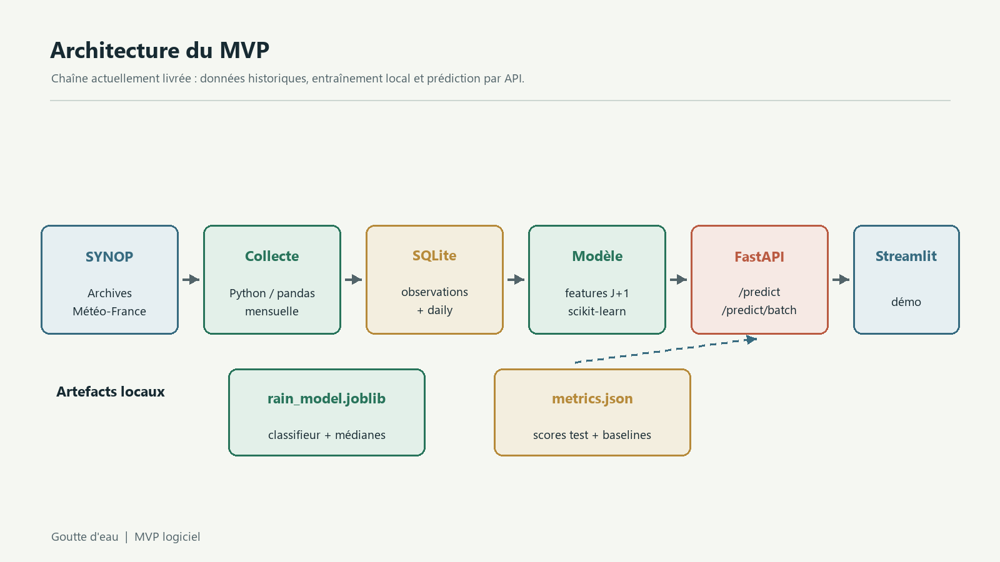 Architecture du MVP
Chaîne actuellement livrée : données historiques, entraînement local et prédiction par API.
SYNOP
Archives
Météo-France
Collecte
Python / pandas
mensuelle
SQLite
observations
+ daily
Modèle
features J+1
scikit-learn
FastAPI
/predict
/predict/batch
Streamlit
démo
Artefacts locaux
rain_model.joblib
classifieur + médianes
metrics.json
scores test + baselines
Goutte d'eau | MVP logiciel